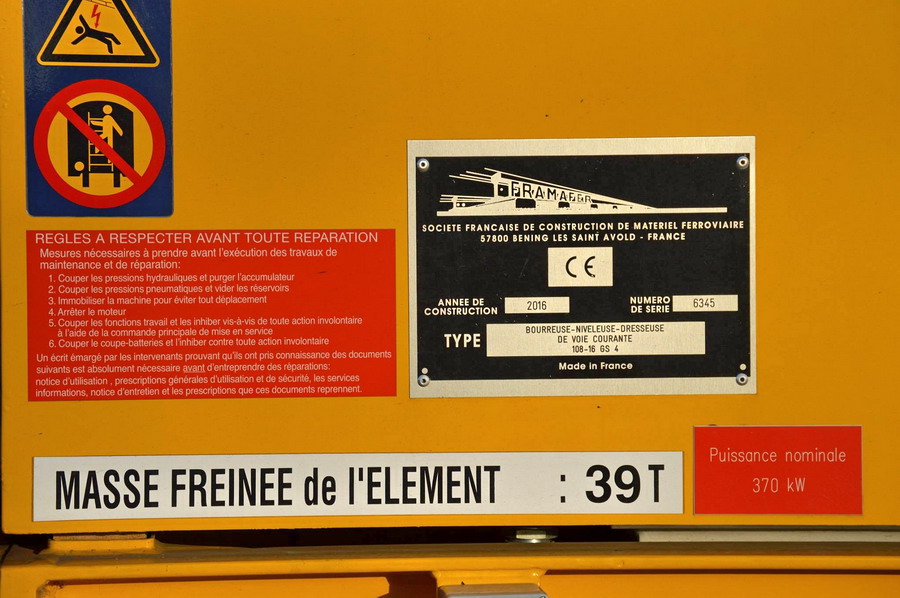 REGLES A RESPECTER AVANT TOUTE REPARATION
Mesures nécessaires à prendre avant l'exécution des travaux de
maintenance et de réparation:
1. Couper les pressions hydrauliques et purger l'accumulateur
2. Couper les pressions pneumatiques et vider les réservoirs
3. Immobiliser la machine pour éviter tout déplacement
4. Arrêter le moteur
5. Couper les fonctions travail et les inhiber vis-à-vis de toute action involontaire
à l'aide de la commande principale de mise en service
6. Couper le coupe-batteries et l'inhiber contre toute action involontaire
Un écrit émargé par les intervenants prouvant qu'ils ont pris connaissance des documents
suivants est absolument nécessaire avant d'entreprendre des réparations:
notice d'utilisation , prescriptions générales d'utilisation et de sécurité, les services
informations, notice d'entretien et les prescriptions que ces documents reprennent.
FRAMAFER
SOCIETE FRANCAISE DE CONSTRUCTION DE MATERIEL FERROVIAIRE
57800 BENING LES SAINT AVOLD - FRANCE
CE
ANNEE DE
CONSTRUCTION
2016
NUMERO
DE SERIE
6345
TYPE
BOURREUSE-NIVELEUSE-DRESSEUSE
DE VOIE COURANTE
108-16 GS 4
Made in France
MASSE FREINEE de l'ELEMENT : 39 T
Puissance nominale
370 kW